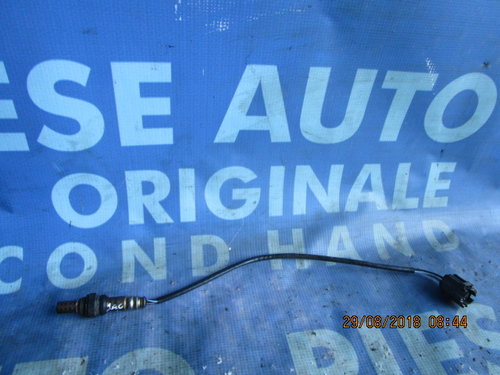 ESE AUTO
ORIGINALE
COND HAND
29/08/2018 08:44